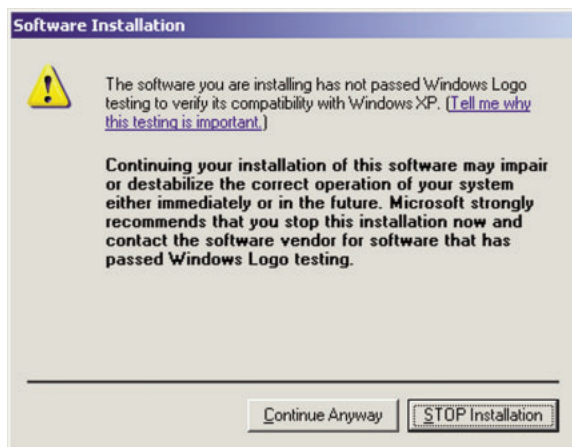 Software Installation
The software you are installing has not passed Windows Logo
testing to verify its compatibility with Windows XP. (Tell me why
this testing is important.)
Continuing your installation of this software may impair
or destabilize the correct operation of your system
either immediately or in the future. Microsoft strongly
recommends that you stop this installation now and
contact the software vendor for software that has
passed Windows Logo testing.
Continue Anyway
STOP Installation